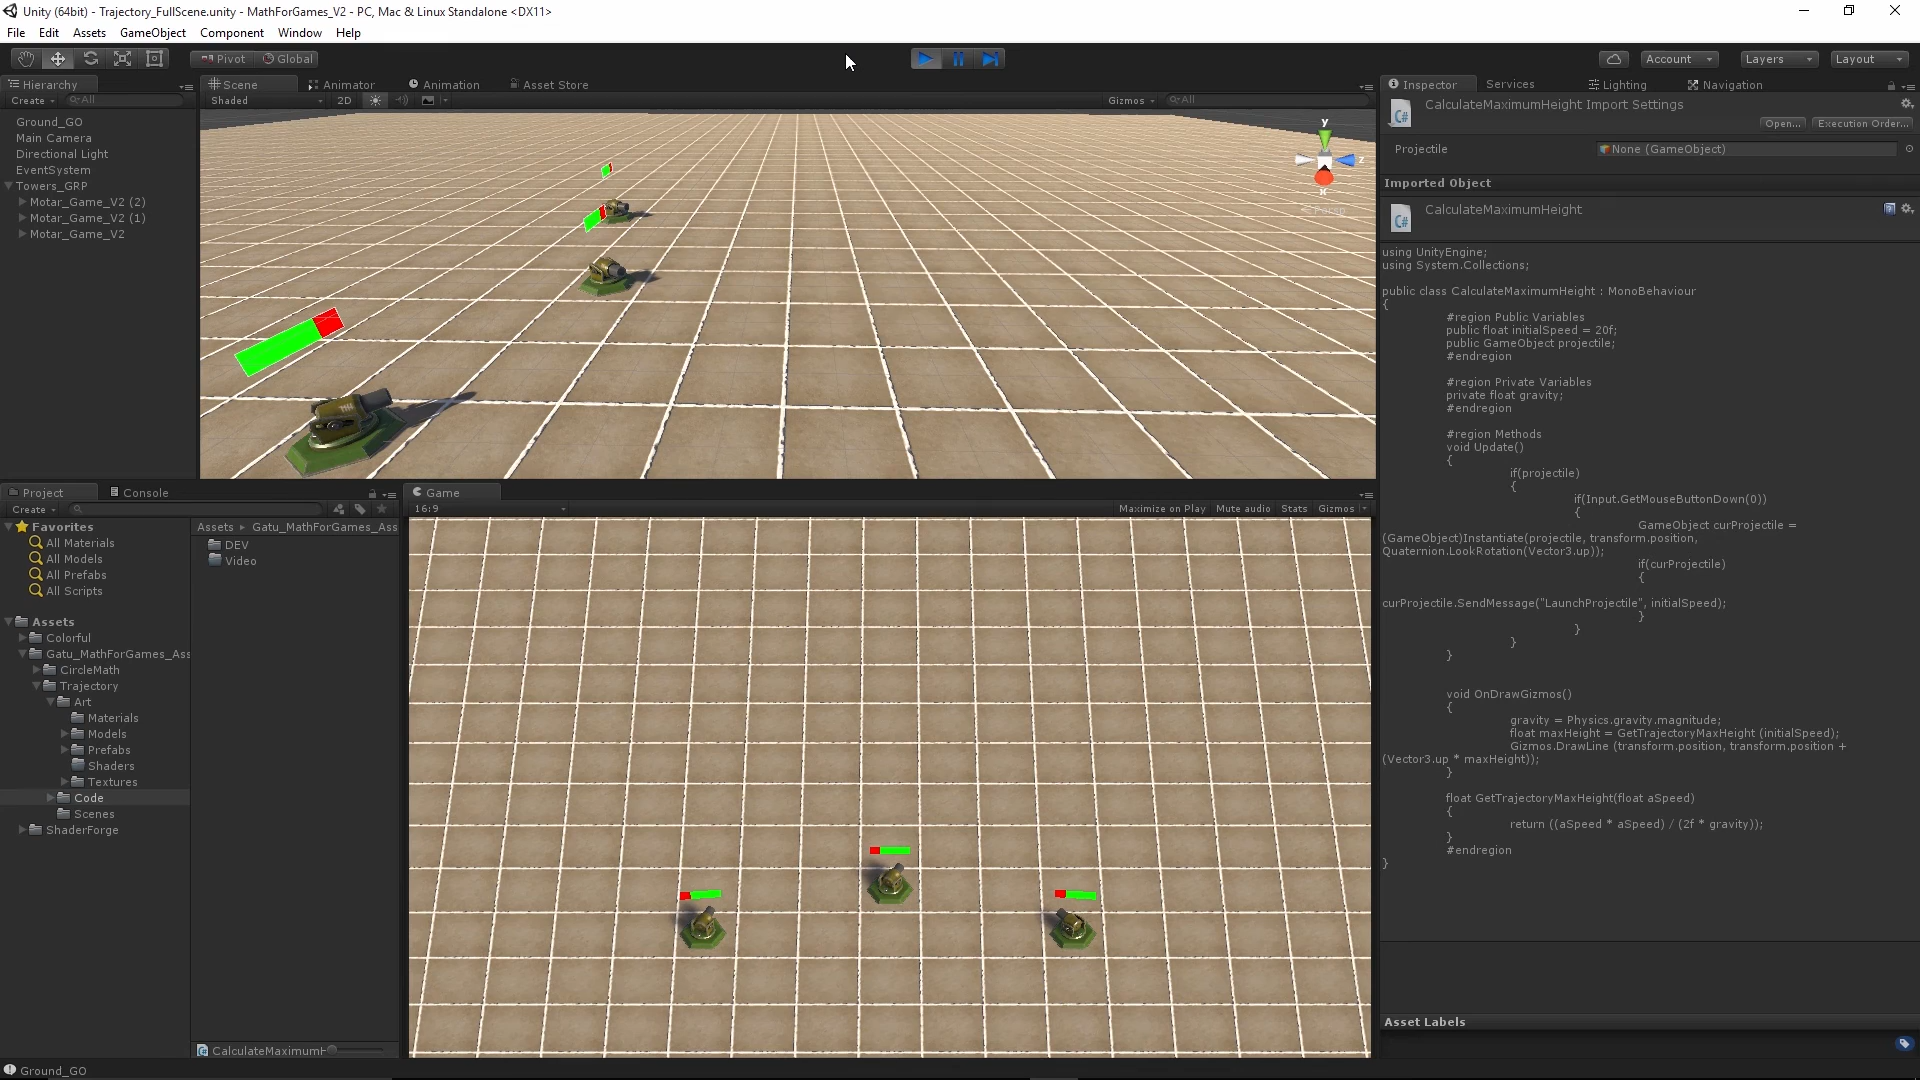 Unity (64bit) - Trajectory_FullScene.unity - MathForGames_V2 - PC, Mac & Linux Standalone <DX11>
File Edit Assets GameObject Component Window Help
Pivot Global Account Layers Layout
Hierarchy
Create All
Ground_GO
Main Camera
Directional Light
EventSystem
Towers_GRP
Motar_Game_V2 (2)
Motar_Game_V2 (1)
Motar_Game_V2
Scene Animator Animation Asset Store
Shaded 2D Gizmos All
y
z
x
Persp
Project Console
Create
Favorites
All Materials
All Models
All Prefabs
All Scripts
Assets
Colorful
Gatu_MathForGames_Ass
CircleMath
Trajectory
Art
Materials
Models
Prefabs
Shaders
Textures
Code
Scenes
ShaderForge
Assets ▸ Gatu_MathForGames_Ass
DEV
Video
CalculateMaximumH
Ground_GO
Game
16:9 Maximize on Play Mute audio Stats Gizmos
Inspector Services Lighting Navigation
CalculateMaximumHeight Import Settings
Open... Execution Order...
Projectile None (GameObject)
Imported Object
CalculateMaximumHeight
using UnityEngine;
using System.Collections;
public class CalculateMaximumHeight : MonoBehaviour
{
#region Public Variables
public float initialSpeed = 20f;
public GameObject projectile;
#endregion
#region Private Variables
private float gravity;
#endregion
#region Methods
void Update()
{
if(projectile)
{
if(Input.GetMouseButtonDown(0))
{
GameObject curProjectile =
(GameObject)Instantiate(projectile, transform.position,
Quaternion.LookRotation(Vector3.up));
if(curProjectile)
{
curProjectile.SendMessage("LaunchProjectile", initialSpeed);
}
}
}
}
void OnDrawGizmos()
{
gravity = Physics.gravity.magnitude;
float maxHeight = GetTrajectoryMaxHeight (initialSpeed);
Gizmos.DrawLine (transform.position, transform.position +
(Vector3.up * maxHeight));
}
float GetTrajectoryMaxHeight(float aSpeed)
{
return ((aSpeed * aSpeed) / (2f * gravity));
}
#endregion
}
Asset Labels